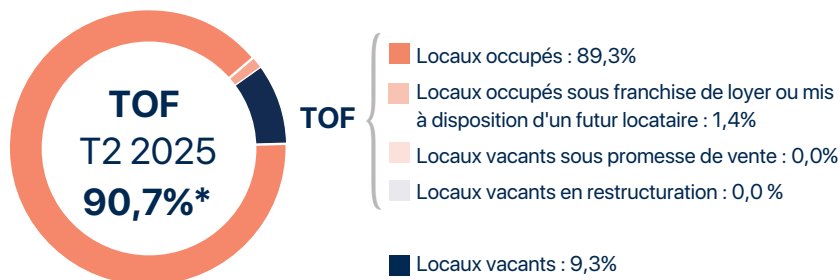 TOF
T2 2025
90,7%*
TOF
Locaux occupés : 89,3%
Locaux occupés sous franchise de loyer ou mis
à disposition d'un futur locataire : 1,4%
Locaux vacants sous promesse de vente : 0,0%
Locaux vacants en restructuration : 0,0 %
Locaux vacants : 9,3%